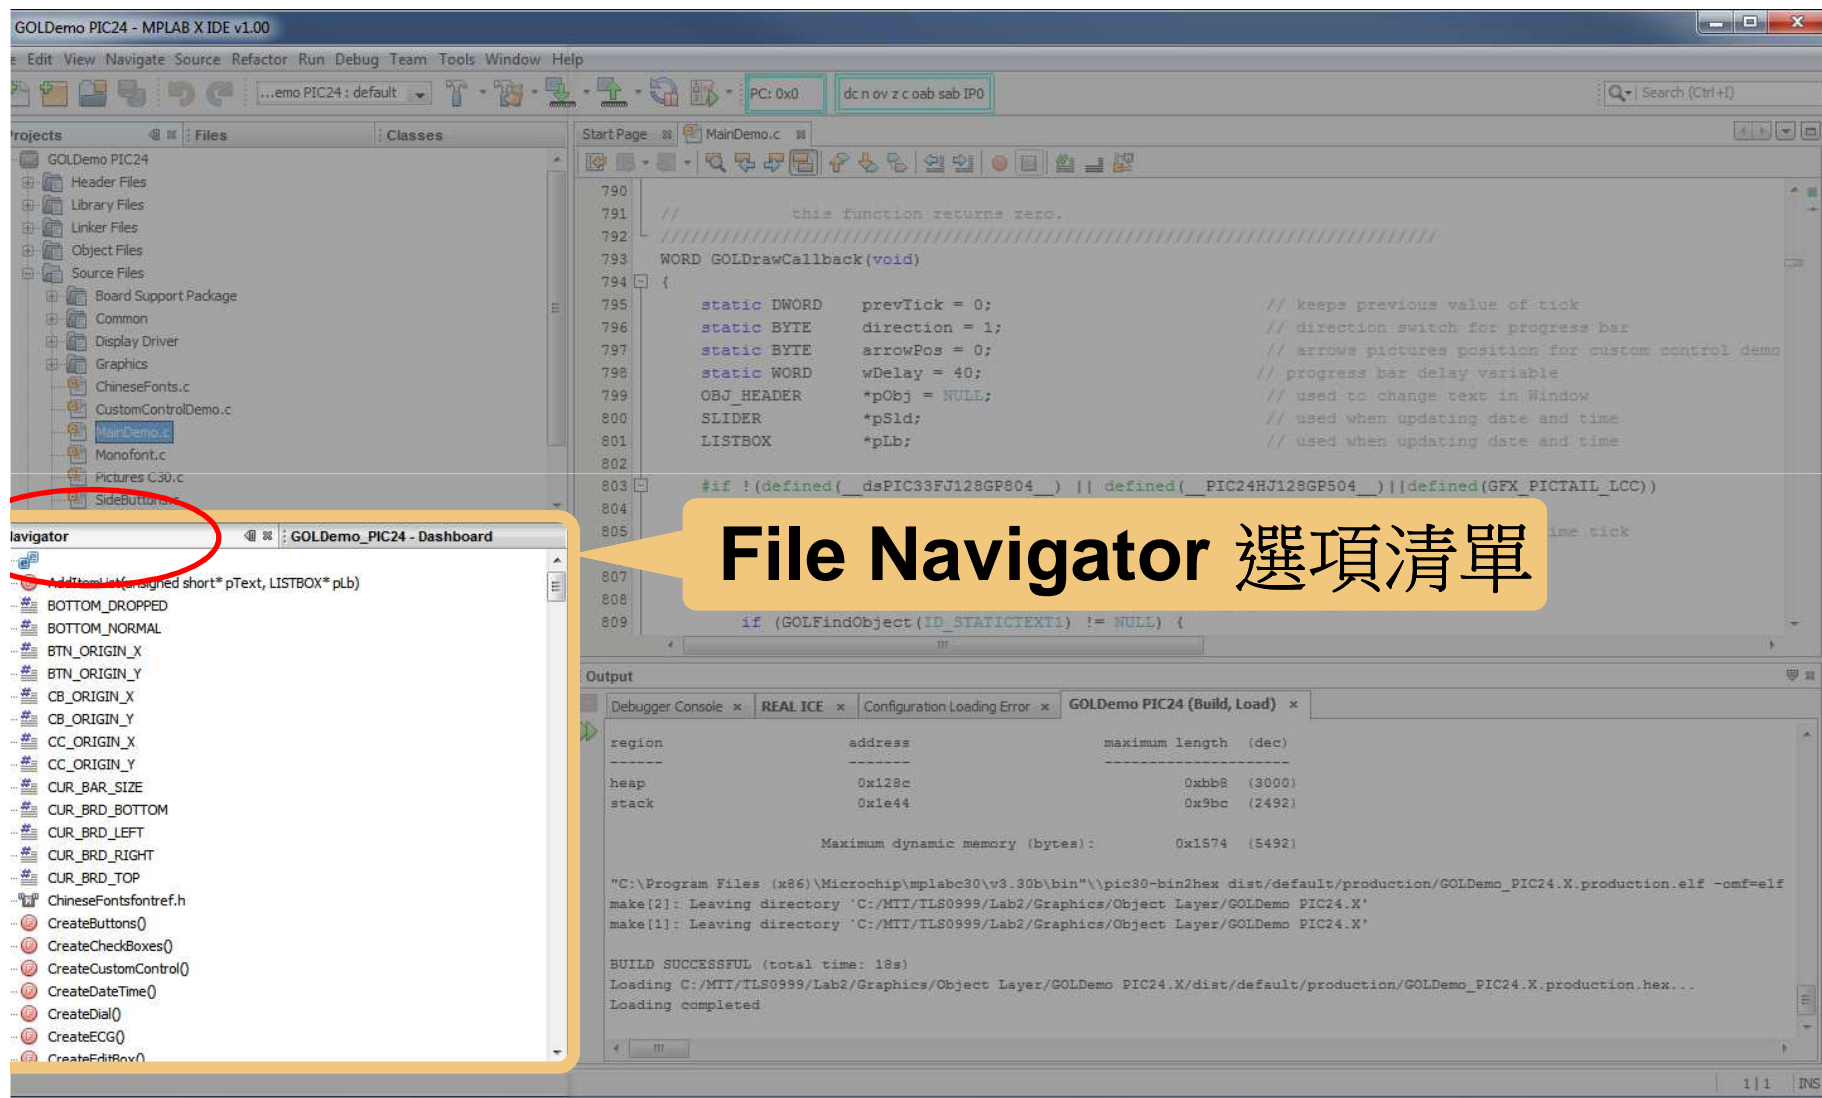 GOLDemo PIC24 - MPLAB X IDE v1.00
Edit View Navigate Source Refactor Run Debug Team Tools Window Help
...emo PIC24 : default
PC: 0x0
dc n ov z c oab sab IP0
Search (Ctrl+I)
rojects Files Classes
GOLDemo PIC24
Header Files
Library Files
Linker Files
Object Files
Source Files
Board Support Package
Common
Display Driver
Graphics
ChineseFonts.c
CustomControlDemo.c
MainDemo.c
Monofont.c
Pictures C30.c
SideButtons.c
Start Page MainDemo.c
790
791 // this function returns zero.
792 ////////////////////////////////////////////////////////////////////////////
793 WORD GOLDrawCallback(void)
794 {
795 static DWORD prevTick = 0; // keeps previous value of tick
796 static BYTE direction = 1; // direction switch for progress bar
797 static BYTE arrowPos = 0; // arrows pictures position for custom control demo
798 static WORD wDelay = 40; // progress bar delay variable
799 OBJ_HEADER *pObj = NULL; // used to change text in Window
800 SLIDER *pSld; // used when updating date and time
801 LISTBOX *pLb; // used when updating date and time
802
803 #if !(defined(__dsPIC33FJ128GP804__) || defined(__PIC24HJ128GP504__)||defined(GFX_PICTAIL_LCC))
804
805 ime tick
807
808
809 if (GOLFindObject(ID_STATICTEXT1) != NULL) {
File Navigator 選項清單
avigator GOLDemo_PIC24 - Dashboard
AddItemList(unsigned short* pText, LISTBOX* pLb)
BOTTOM_DROPPED
BOTTOM_NORMAL
BTN_ORIGIN_X
BTN_ORIGIN_Y
CB_ORIGIN_X
CB_ORIGIN_Y
CC_ORIGIN_X
CC_ORIGIN_Y
CUR_BAR_SIZE
CUR_BRD_BOTTOM
CUR_BRD_LEFT
CUR_BRD_RIGHT
CUR_BRD_TOP
ChineseFontsfontref.h
CreateButtons()
CreateCheckBoxes()
CreateCustomControl()
CreateDateTime()
CreateDial()
CreateECG()
CreateEditBox()
Output
Debugger Console REAL ICE Configuration Loading Error GOLDemo PIC24 (Build, Load)
region address maximum length (dec)
------ ------- ---------------------
heap 0x128c 0xbb8 (3000)
stack 0x1e44 0x9bc (2492)
Maximum dynamic memory (bytes): 0x1574 (5492)
"C:\Program Files (x86)\Microchip\mplabc30\v3.30b\bin"\\pic30-bin2hex dist/default/production/GOLDemo_PIC24.X.production.elf -omf=elf
make[2]: Leaving directory 'C:/MTT/TLS0999/Lab2/Graphics/Object Layer/GOLDemo PIC24.X'
make[1]: Leaving directory 'C:/MTT/TLS0999/Lab2/Graphics/Object Layer/GOLDemo PIC24.X'
BUILD SUCCESSFUL (total time: 18s)
Loading C:/MTT/TLS0999/Lab2/Graphics/Object Layer/GOLDemo PIC24.X/dist/default/production/GOLDemo_PIC24.X.production.hex...
Loading completed
1 | 1 INS